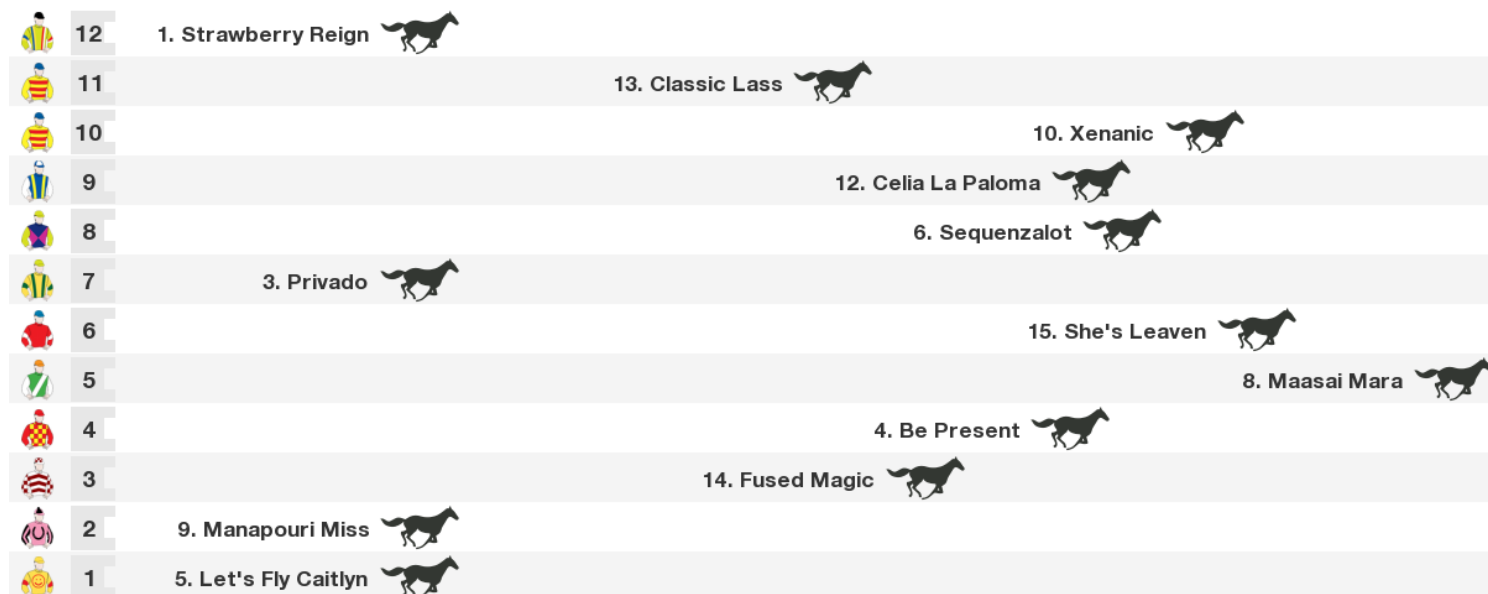 12 1. Strawberry Reign
11 13. Classic Lass
10 10. Xenanic
9 12. Celia La Paloma
8 6. Sequenzalot
7 3. Privado
6 15. She's Leaven
5 8. Maasai Mara
4 4. Be Present
3 14. Fused Magic
2 9. Manapouri Miss
1 5. Let's Fly Caitlyn